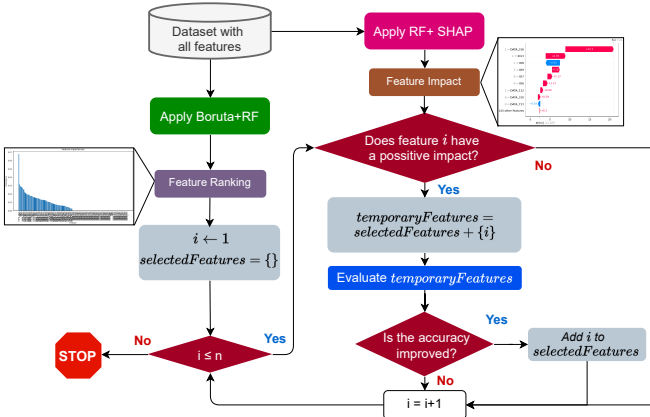 Dataset with
all features
Apply RF+ SHAP
Feature Impact
Apply Boruta+RF
Feature Ranking
Does feature i have
a possitive impact?
No
Yes
i ← 1
selectedFeatures = {}
temporaryFeatures =
selectedFeatures + {i}
Evaluate temporaryFeatures
STOP
No
i ≤ n
Yes
Is the accuracy
improved?
Yes
Add i to
selectedFeatures
No
i = i+1